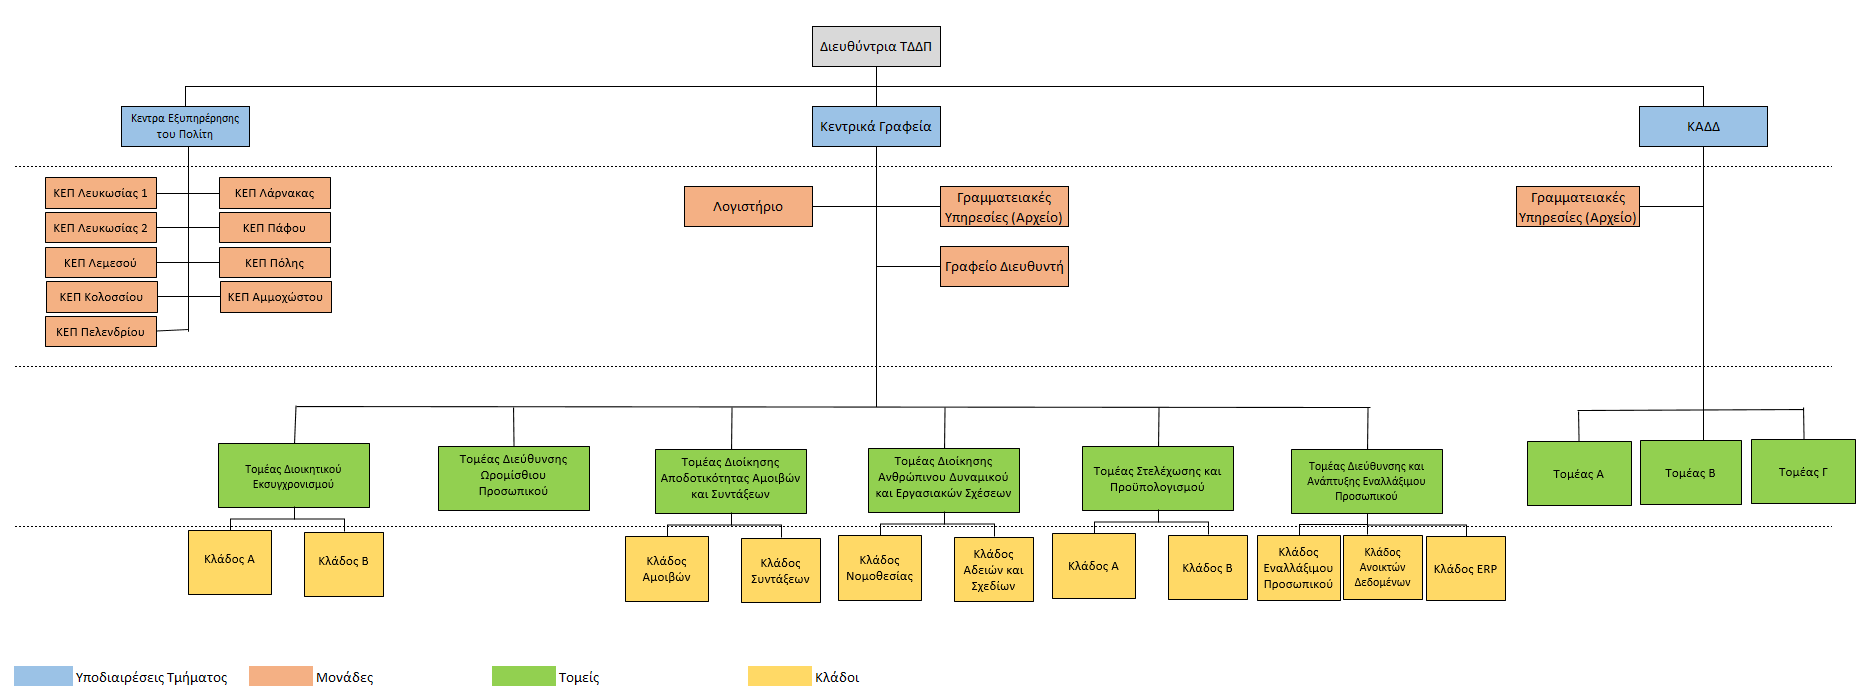 Διευθύντρια ΤΔΔΠ
Κεντρα Εξυπηρέρησης
του Πολίτη
Κεντρικά Γραφεία
ΚΑΔΔ
ΚΕΠ Λευκωσίας 1
ΚΕΠ Λάρνακας
ΚΕΠ Λευκωσίας 2
ΚΕΠ Πάφου
ΚΕΠ Λεμεσού
ΚΕΠ Πόλης
ΚΕΠ Κολοσσίου
ΚΕΠ Αμμοχώστου
ΚΕΠ Πελενδρίου
Λογιστήριο
Γραμματειακές
Υπηρεσίες (Αρχείο)
Γραφείο Διευθυντή
Γραμματειακές
Υπηρεσίες (Αρχείο)
Τομέας Διοικητικού
Εκσυγχρονισμού
Τομέας Διεύθυνσης
Ωρομίσθιου
Προσωπικού
Τομέας Διοίκησης
Αποδοτικότητας Αμοιβών
και Συντάξεων
Τομέας Διοίκησης
Ανθρώπινου Δυναμικού
και Εργασιακών Σχέσεων
Τομέας Στελέχωσης και
Προϋπολογισμού
Τομέας Διεύθυνσης και
Ανάπτυξης Εναλλάξιμου
Προσωπικού
Τομέας Α
Τομέας Β
Τομέας Γ
Κλάδος Α
Κλάδος Β
Κλάδος
Αμοιβών
Κλάδος
Συντάξεων
Κλάδος
Νομοθεσίας
Κλάδος
Αδειών και
Σχεδίων
Κλάδος Α
Κλάδος Β
Κλάδος
Εναλλάξιμου
Προσωπικού
Κλάδος
Ανοικτών
Δεδομένων
Κλάδος ERP
Υποδιαιρέσεις Τμήματος
Μονάδες
Τομείς
Κλάδοι